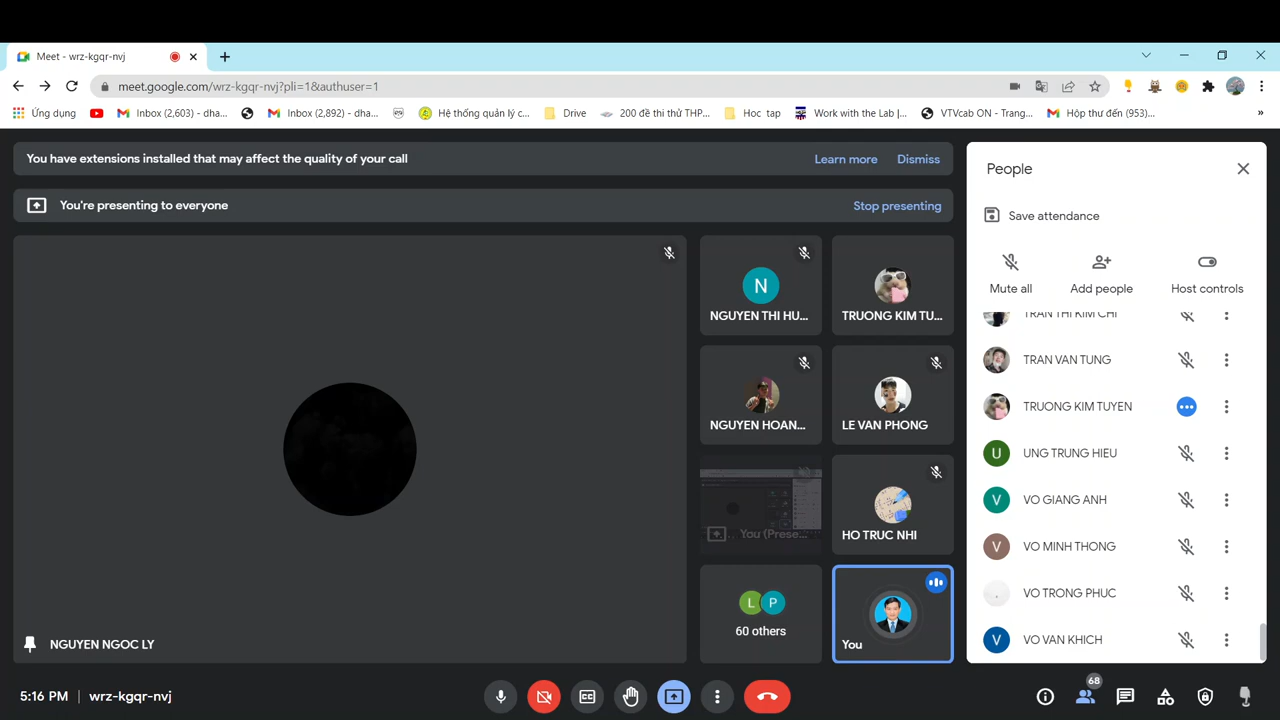 Meet - wrz-kgqr-nvj
meet.google.com/wrz-kgqr-nvj?pli=1&authuser=1
Ứng dụng
Inbox (2,603) - dha...
Inbox (2,892) - dha...
Hệ thống quản lý c...
Drive
200 đề thi thử THP...
Hoc tap
Work with the Lab |...
VTVcab ON - Trang...
Hộp thư đến (953)...
»
You have extensions installed that may affect the quality of your call
Learn more
Dismiss
You're presenting to everyone
Stop presenting
NGUYEN NGOC LY
N
NGUYEN THI HU...
TRUONG KIM TU...
NGUYEN HOAN...
LE VAN PHONG
You (Prese...
HO TRUC NHI
L P
60 others
You
People
Save attendance
Mute all
Add people
Host controls
TRAN THI KIM CHI
TRAN VAN TUNG
TRUONG KIM TUYEN
U UNG TRUNG HIEU
V VO GIANG ANH
V VO MINH THONG
VO TRONG PHUC
V VO VAN KHICH
5:16 PM | wrz-kgqr-nvj
68